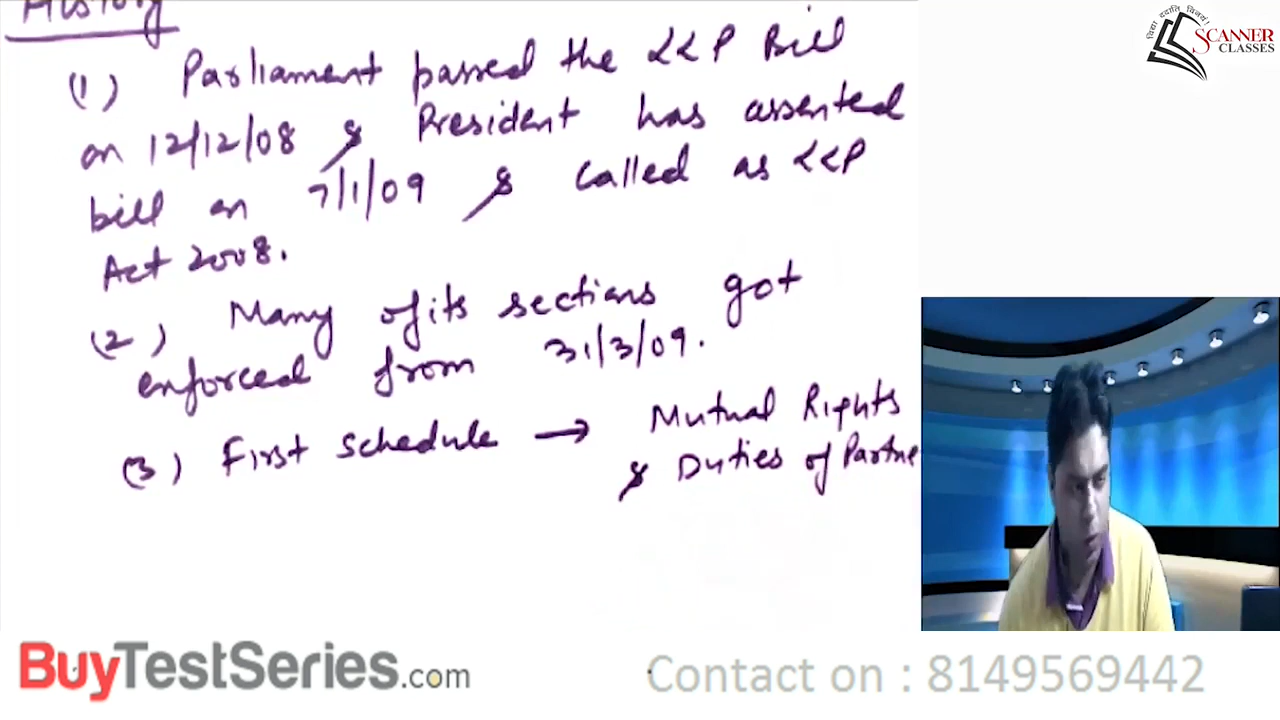 History
(1) Parliament passed the LLP Bill
on 12/12/08 & President has assented
bill on 7/1/09 & called as LLP
Act 2008.
(2) Many of its sections got
enforced from 31/3/09.
(3) First schedule → Mutual Rights
& Duties of Partne
विद्या ददाति विनयं।
SCANNER
CLASSES
BuyTestSeries.com
Contact on : 8149569442